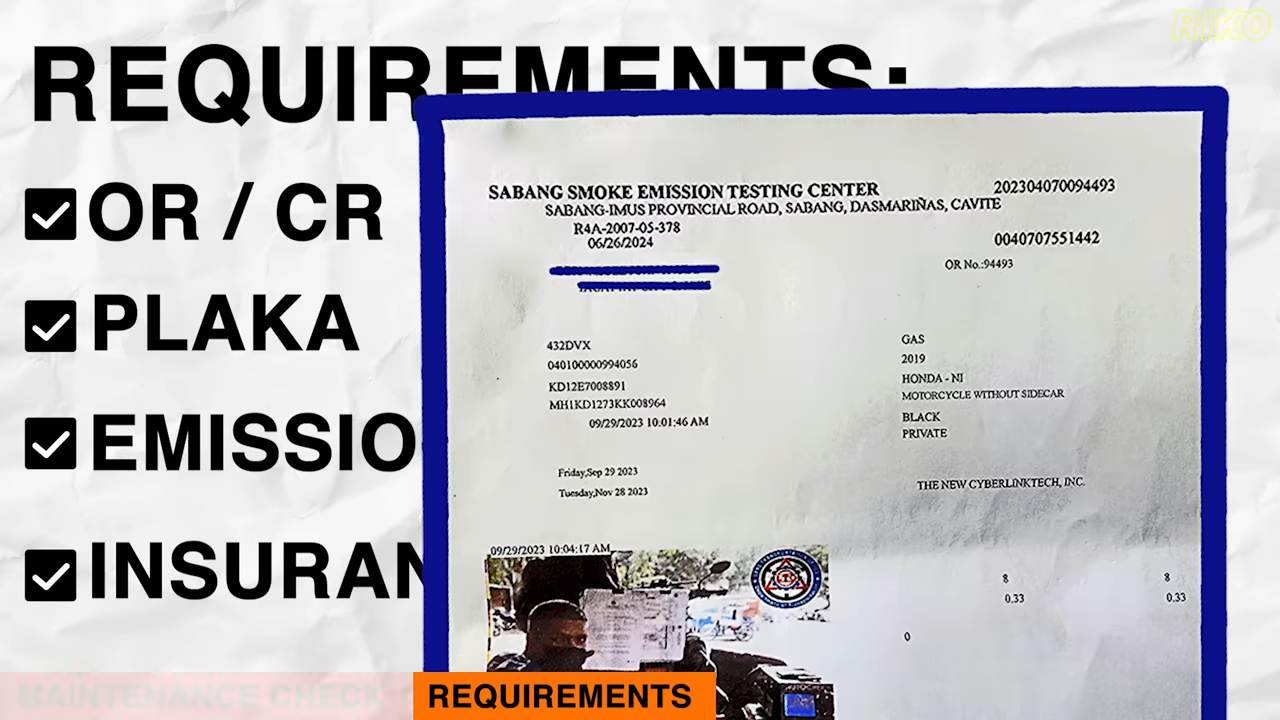 RIKO
REQUIREMENTS:
OR / CR
PLAKA
EMISSIO
INSURAN
SABANG SMOKE EMISSION TESTING CENTER
202304070094493
SABANG-IMUS PROVINCIAL ROAD, SABANG, DASMARIÑAS, CAVITE
R4A-2007-05-378
06/26/2024
0040707551442
OR No.:94493
432DVX
GAS
040100000994056
2019
KD12E7008891
HONDA - NI
MH1KD1273KK008964
MOTORCYCLE WITHOUT SIDECAR
09/29/2023 10:01:46 AM
BLACK
PRIVATE
Friday,Sep 29 2023
Tuesday,Nov 28 2023
THE NEW CYBERLINKTECH, INC.
09/29/2023 10:04:17 AM
8 8
0.33 0.33
0
MAINTENANCE CHECK
REQUIREMENTS